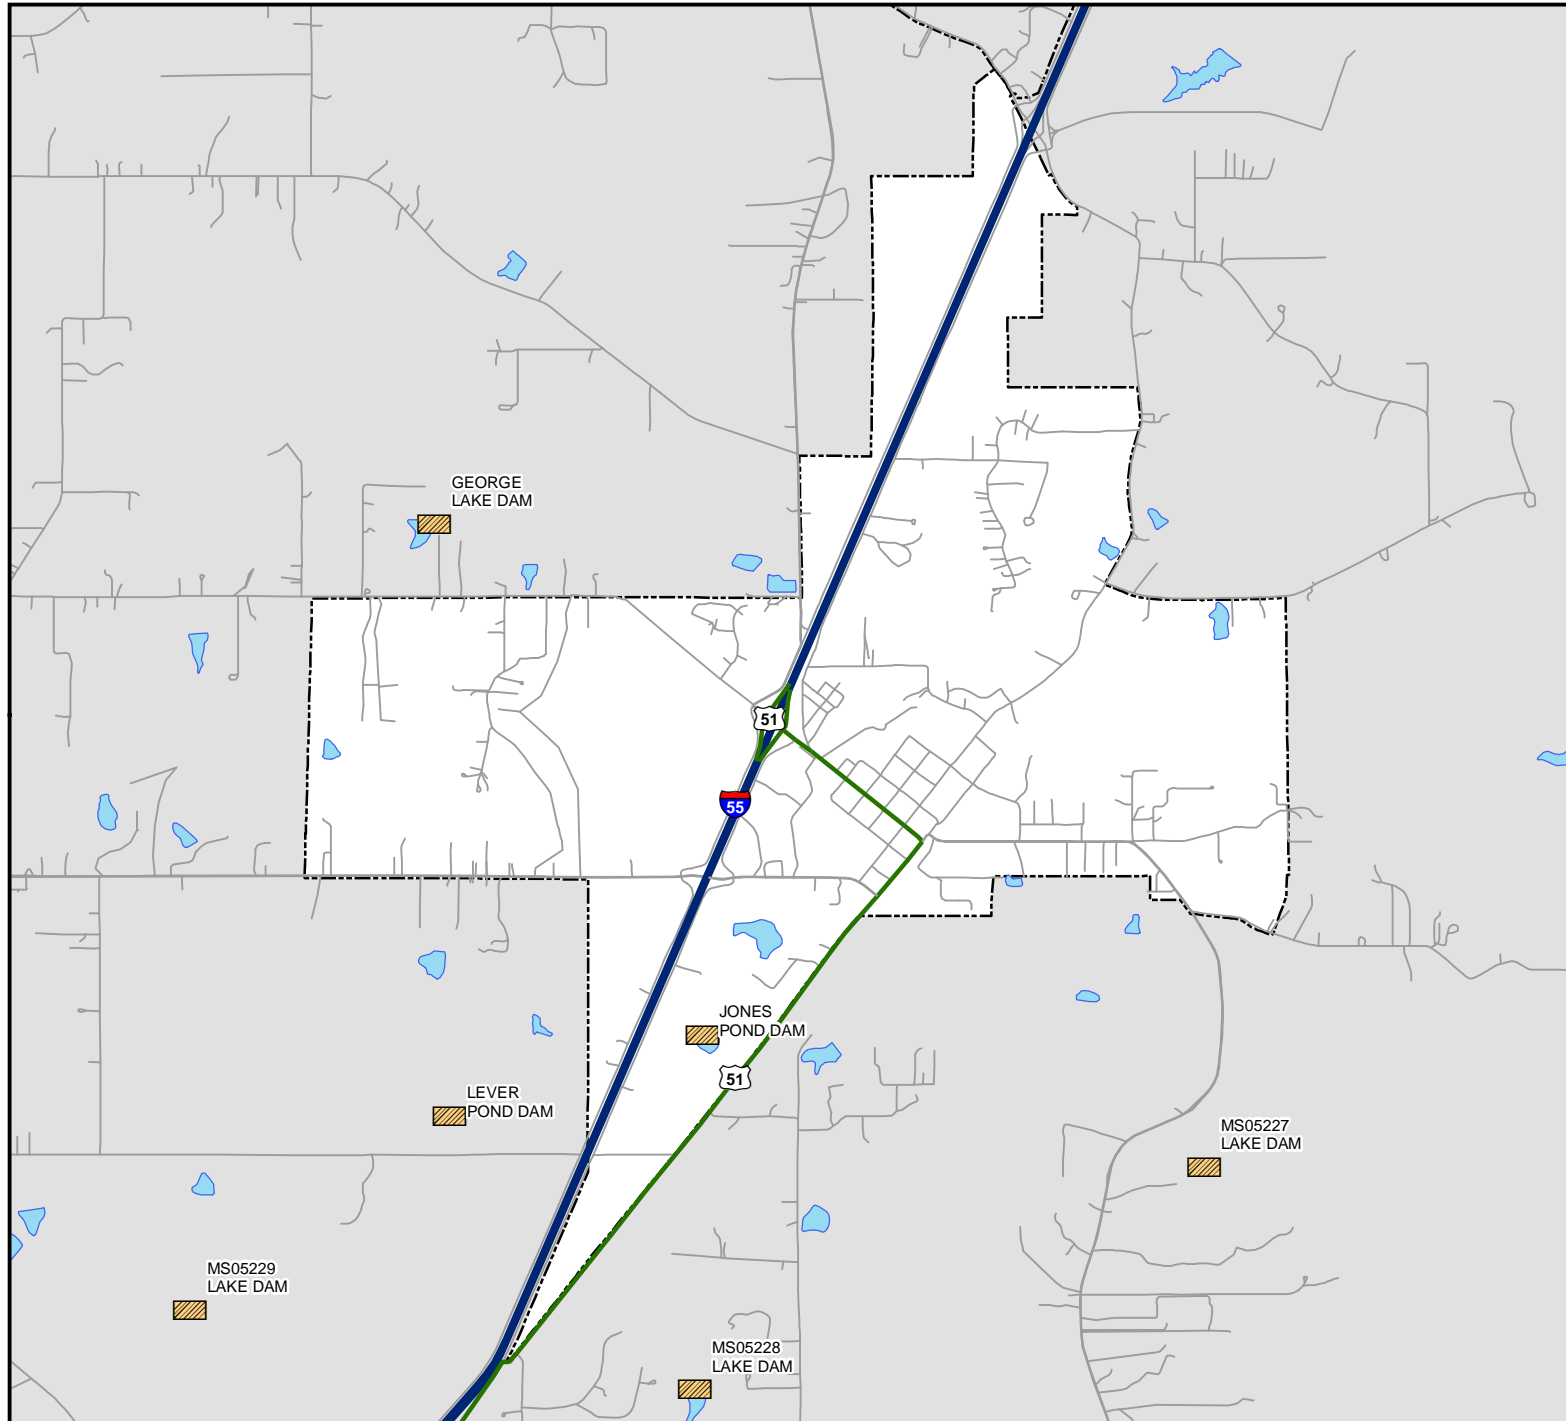 GEORGE
LAKE DAM
51
55
JONES
POND DAM
51
LEVER
POND DAM
MS05227
LAKE DAM
MS05229
LAKE DAM
MS05228
LAKE DAM